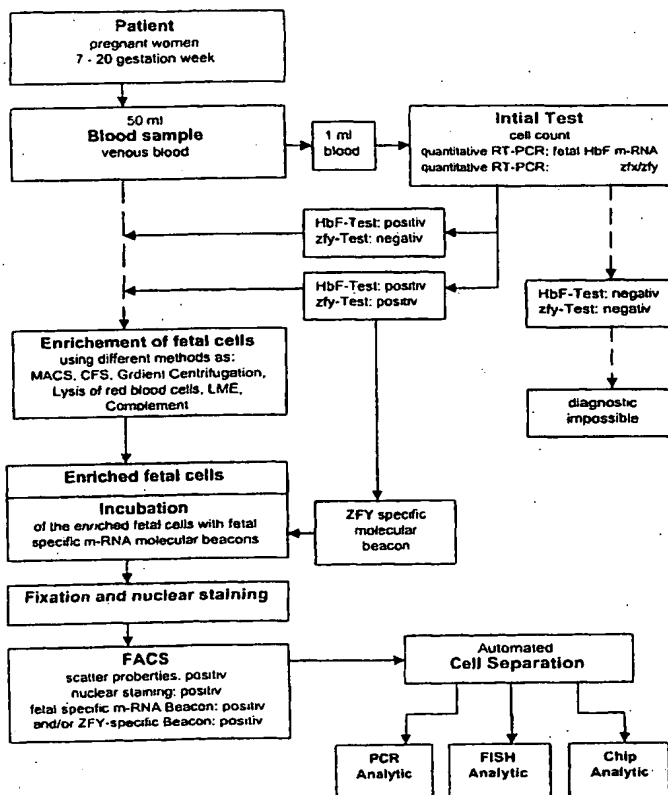 Patient
pregnant women
7 - 20 gestation week
50 ml
Blood sample
venous blood
1 ml
blood
Intial Test
cell count
quantitative RT-PCR; fetal HbF m-RNA
quantitative RT-PCR: zfx/zfy
HbF-Test: positiv
zfy-Test: negativ
HbF-Test: positiv
zfy-Test: positiv
HbF-Test: negativ
zfy-Test: negativ
Enrichement of fetal cells
using different methods as:
MACS, CFS, Grdient Centrifugation,
Lysis of red blood cells, LME,
Complement
diagnostic
impossible
Enriched fetal cells
Incubation
of the enriched fetal cells with fetal
specific m-RNA molecular beacons
ZFY specific
molecular
beacon
Fixation and nuclear staining
FACS
scatter proberties. positiv
nuclear staining: positiv
fetal specific m-RNA Beacon: positiv
and/or ZFY-specific Beacon: positiv
Automated
Cell Separation
PCR
Analytic
FISH
Analytic
Chip
Analytic